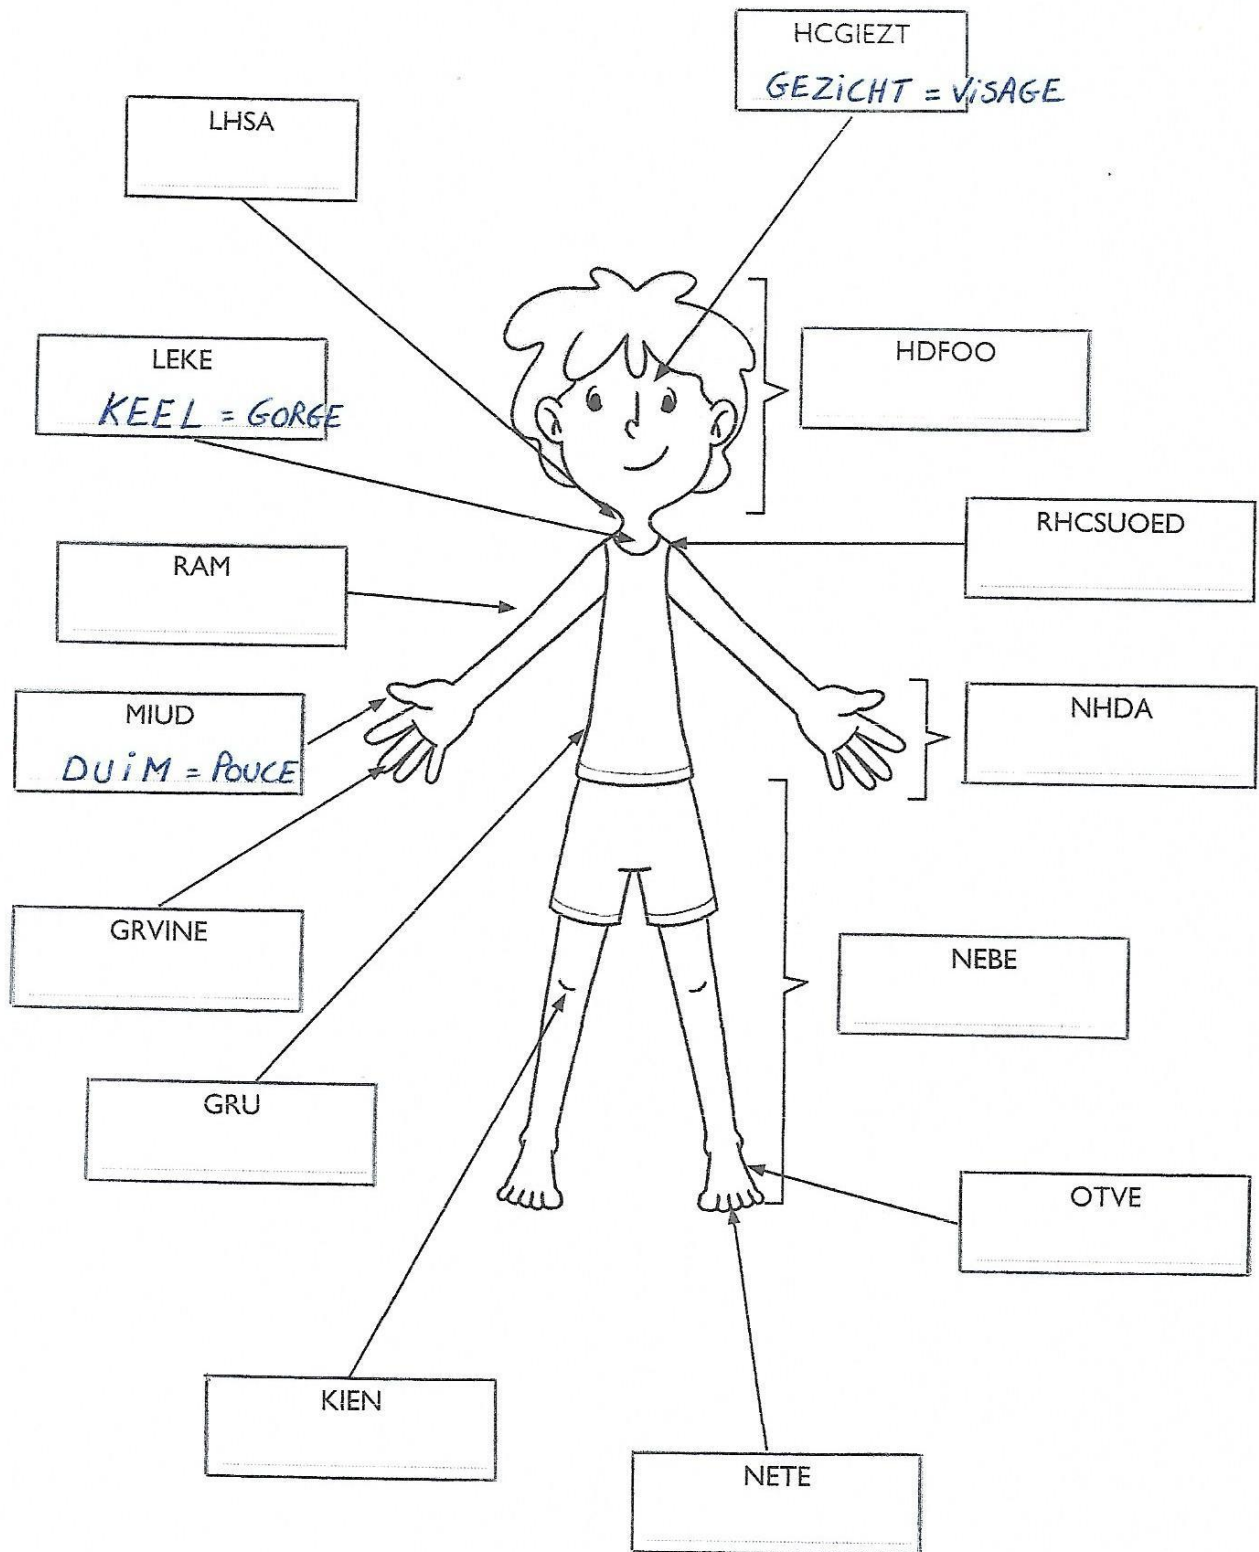 HCGIEZT
GEZiCHT = ViSAGE
LHSA
LEKE
KEEL = GORGE
HDFOO
RHCSUOED
RAM
MIUD
DUiM = POUCE
NHDA
GRVINE
NEBE
GRU
OTVE
KIEN
NETE